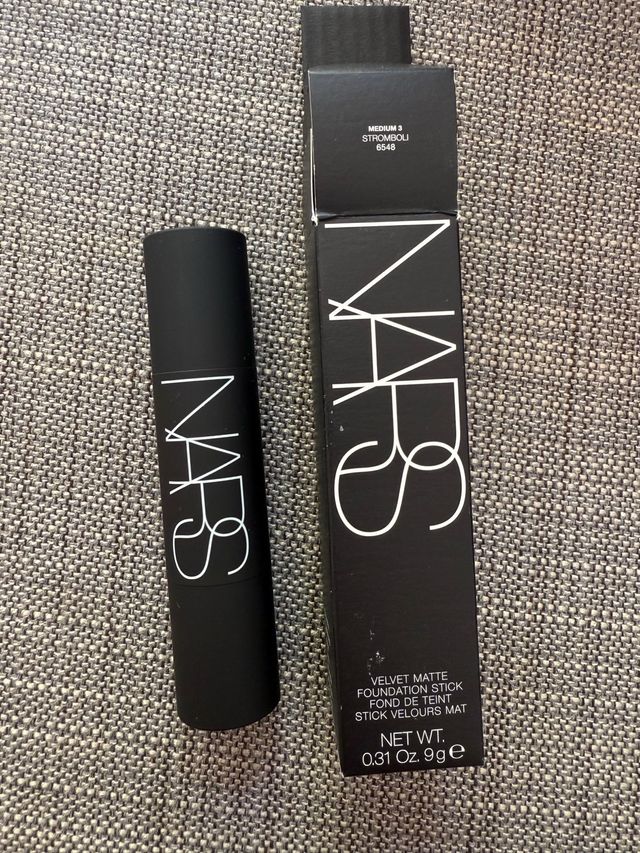 MEDIUM 3
STROMBOLI
6548
NARS
NARS
VELVET MATTE
FOUNDATION STICK
FOND DE TEINT
STICK VELOURS MAT
NET WT.
0.31 Oz. 9g ℮